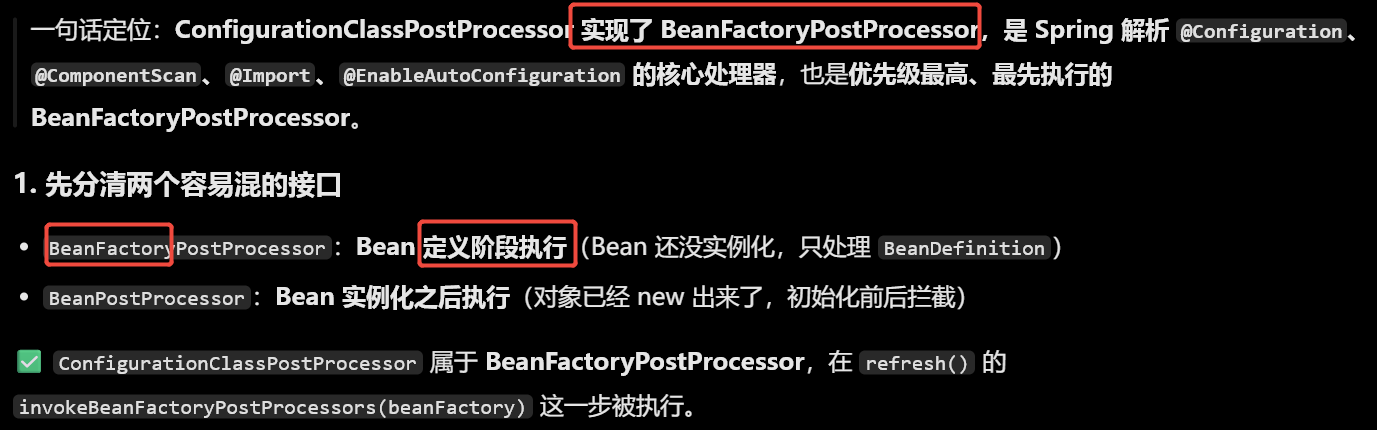 一句话定位：ConfigurationClassPostProcessor 实现了 BeanFactoryPostProcessor，是 Spring 解析 @Configuration、
@ComponentScan、@Import、@EnableAutoConfiguration 的核心处理器，也是优先级最高、最先执行的
BeanFactoryPostProcessor。
1. 先分清两个容易混的接口
• BeanFactoryPostProcessor：Bean 定义阶段执行（Bean 还没实例化，只处理 BeanDefinition）
• BeanPostProcessor：Bean 实例化之后执行（对象已经 new 出来了，初始化前后拦截）
✅ ConfigurationClassPostProcessor 属于 BeanFactoryPostProcessor，在 refresh() 的
invokeBeanFactoryPostProcessors(beanFactory) 这一步被执行。